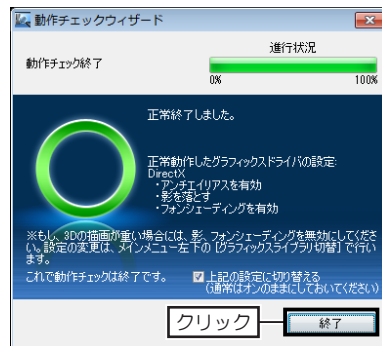 動作チェックウィザード
進行状況
動作チェック終了
0% 100%
正常終了しました。
正常動作したグラフィックスドライバの設定:
DirectX
・アンチエイリアスを有効
・影を落とす
・フォンシェーディングを有効
※もし、3Dの描画が重い場合には、影、フォンシェーディングを無効にしてくださ
い。設定の変更は、メインメニュー左下の [グラフィックスライブラリ切替] で行い
ます。
これで動作チェックは終了です。
上記の設定に切り替える
(通常はオンのままにしておいてください)
クリック
終了